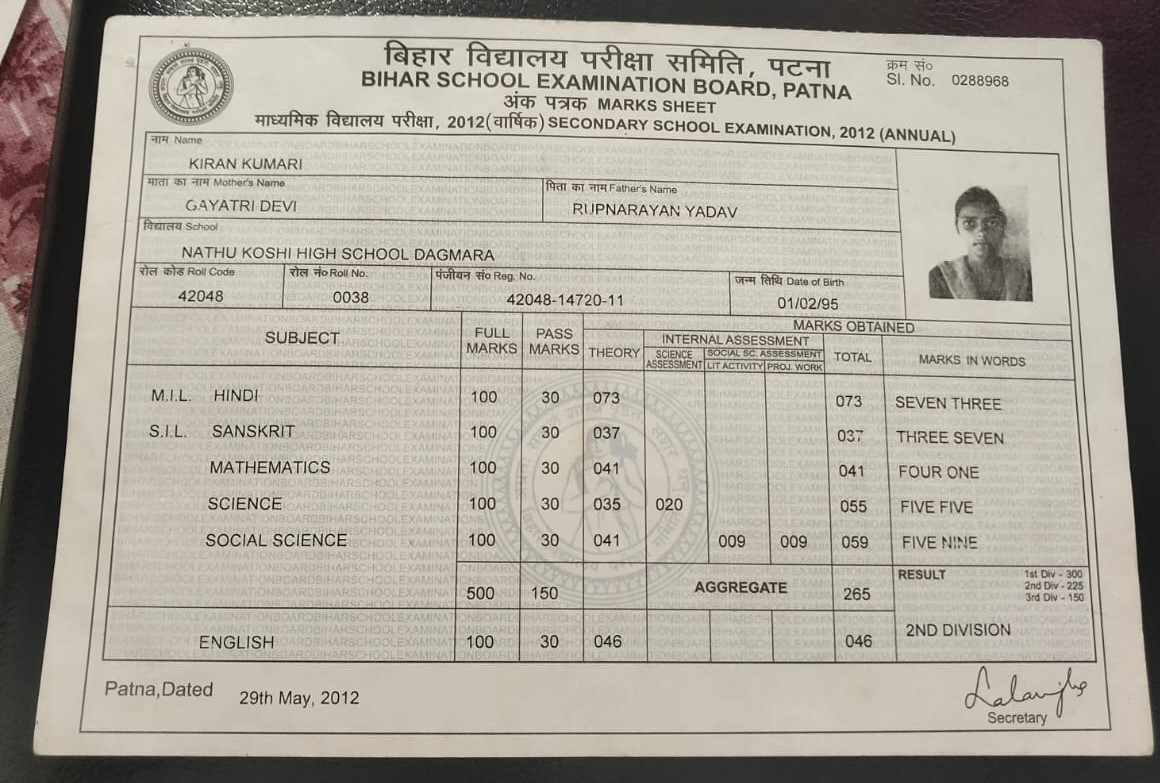 बिहार विद्यालय परीक्षा समिति, पटना
BIHAR SCHOOL EXAMINATION BOARD, PATNA
क्रम सं०
Sl. No. 0288968
अंक पत्रक MARKS SHEET
माध्यमिक विद्यालय परीक्षा, 2012(वार्षिक) SECONDARY SCHOOL EXAMINATION, 2012 (ANNUAL)
नाम Name
KIRAN KUMARI
माता का नाम Mother's Name पिता का नाम Father's Name
GAYATRI DEVI RUPNARAYAN YADAV
विद्यालय School
NATHU KOSHI HIGH SCHOOL DAGMARA
रोल कोड Roll Code रोल नं० Roll No. पंजीयन सं० Reg. No. जन्म तिथि Date of Birth
42048 0038 42048-14720-11 01/02/95
SUBJECT FULL MARKS PASS MARKS MARKS OBTAINED
THEORY INTERNAL ASSESSMENT TOTAL MARKS IN WORDS
SCIENCE ASSESSMENT SOCIAL SC. ASSESSMENT
LIT ACTIVITY PROJ. WORK
M.I.L. HINDI 100 30 073 073 SEVEN THREE
S.I.L. SANSKRIT 100 30 037 037 THREE SEVEN
MATHEMATICS 100 30 041 041 FOUR ONE
SCIENCE 100 30 035 020 055 FIVE FIVE
SOCIAL SCIENCE 100 30 041 009 009 059 FIVE NINE
500 150 AGGREGATE 265
RESULT 1st Div - 300
2nd Div - 225
3rd Div - 150
2ND DIVISION
ENGLISH 100 30 046 046
Patna,Dated 29th May, 2012
Secretary